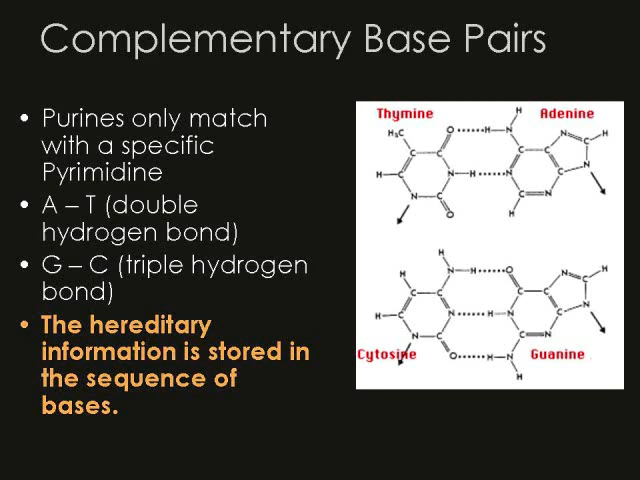 Complementary Base Pairs
• Purines only match
with a specific
Pyrimidine
• A – T (double
hydrogen bond)
• G – C (triple hydrogen
bond)
• The hereditary
information is stored in
the sequence of
bases.
Thymine
Adenine
Cytosine
Guanine